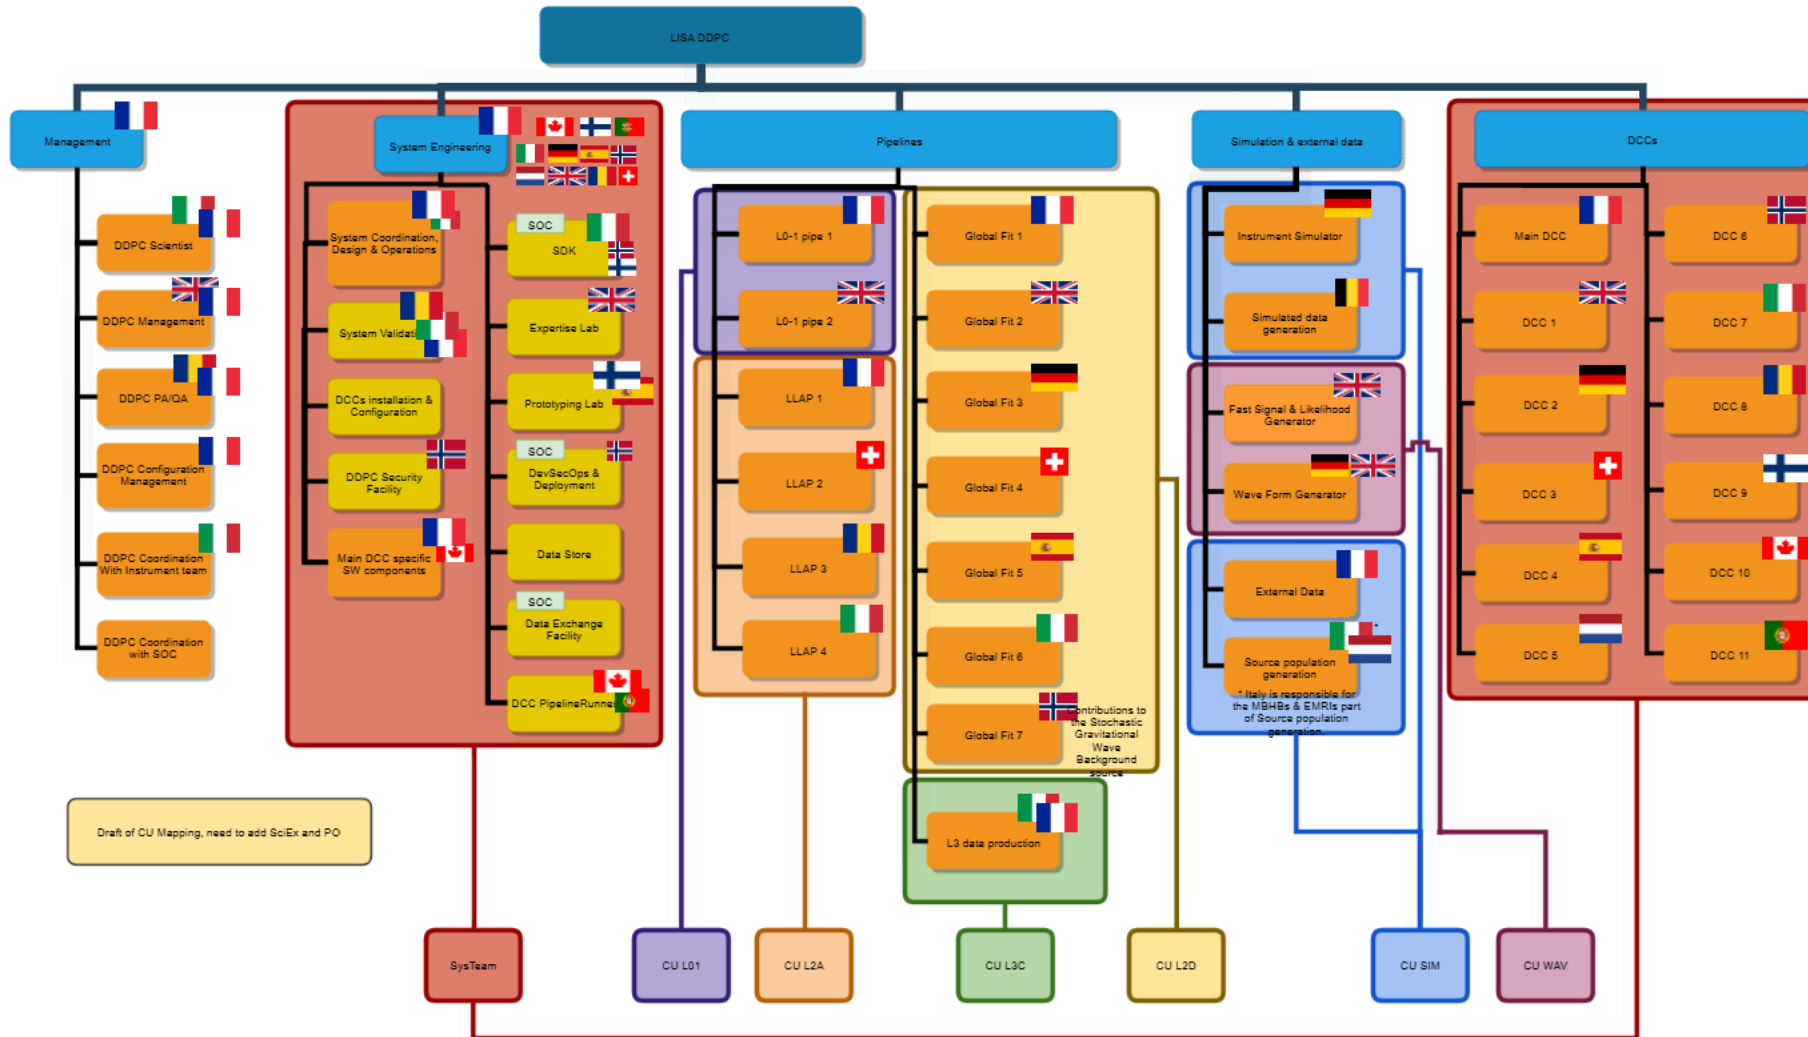 LISA DDPC
Management
DDPC Scientist
DDPC Management
DDPC PA/QA
DDPC Configuration
Management
DDPC Coordination
With Instrument team
DDPC Coordination
with SOC
System Engineering
System Coordination,
Design & Operations
DCCs installation &
Configuration
DDPC Security
Facility
Main DCC specific
SW components
SOC
SDK
Expertise Lab
Prototyping Lab
SOC
DevSecOps &
Deployment
Data Store
SOC
Data Exchange
Facility
DCC PipelineRunner
System
Pipelines
L0-1 pipe 1
L0-1 pipe 2
LLAP 1
LLAP 2
LLAP 3
LLAP 4
Global Fit 1
Global Fit 2
Global Fit 3
Global Fit 4
Global Fit 5
Global Fit 6
Global Fit 7
Contributions to
the Stochastic
Gravitational
Wave
Background
source
L3 data production
Simulation & external data
Instrument Simulator
Simulated data
generation
Fast Signal & Likelihood
Generator
Wave Form Generator
External Data
*
Source population
generation
* Italy is responsible for
the MBHBs & EMRIs part
of Source population
generation.
DCCs
Main DCC
DCC 1
DCC 2
DCC 3
DCC 4
DCC 5
DCC 6
DCC 7
DCC 8
DCC 9
DCC 10
DCC 11
Draft of CU Mapping, need to add SciEx and PO
SysTeam
CU L01
CU L2A
CU L3C
CU L2D
CU SIM
CU WAV